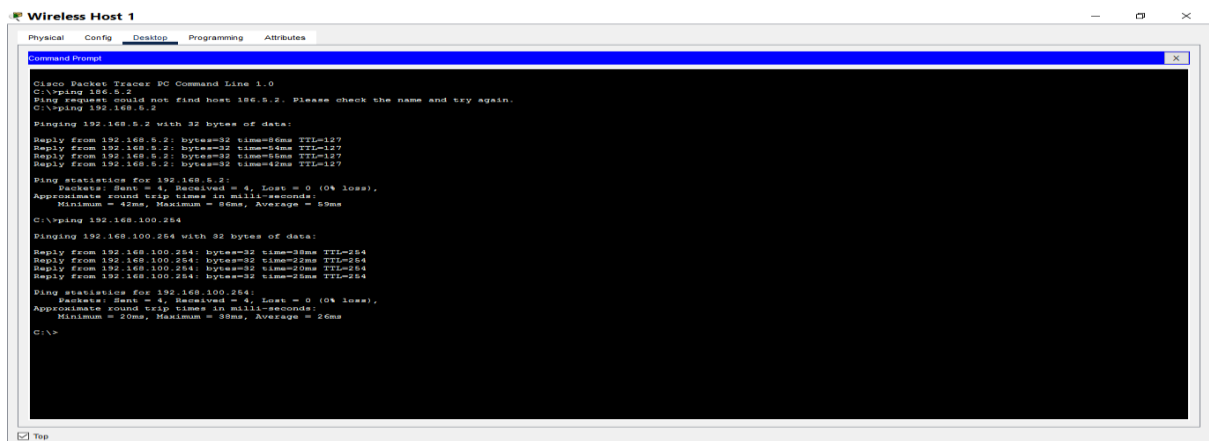 Wireless Host 1
Physical Config Desktop Programming Attributes
Command Prompt
Cisco Packet Tracer PC Command Line 1.0
C:\>ping 186.5.2
Ping request could not find host 186.5.2. Please check the name and try again.
C:\>ping 192.168.5.2
Pinging 192.168.5.2 with 32 bytes of data:
Reply from 192.168.5.2: bytes=32 time=86ms TTL=127
Reply from 192.168.5.2: bytes=32 time=54ms TTL=127
Reply from 192.168.5.2: bytes=32 time=55ms TTL=127
Reply from 192.168.5.2: bytes=32 time=42ms TTL=127
Ping statistics for 192.168.5.2:
Packets: Sent = 4, Received = 4, Lost = 0 (0% loss),
Approximate round trip times in milli-seconds:
Minimum = 42ms, Maximum = 86ms, Average = 59ms
C:\>ping 192.168.100.254
Pinging 192.168.100.254 with 32 bytes of data:
Reply from 192.168.100.254: bytes=32 time=38ms TTL=254
Reply from 192.168.100.254: bytes=32 time=22ms TTL=254
Reply from 192.168.100.254: bytes=32 time=20ms TTL=254
Reply from 192.168.100.254: bytes=32 time=25ms TTL=254
Ping statistics for 192.168.100.254:
Packets: Sent = 4, Received = 4, Lost = 0 (0% loss),
Approximate round trip times in milli-seconds:
Minimum = 20ms, Maximum = 38ms, Average = 26ms
C:\>
Top